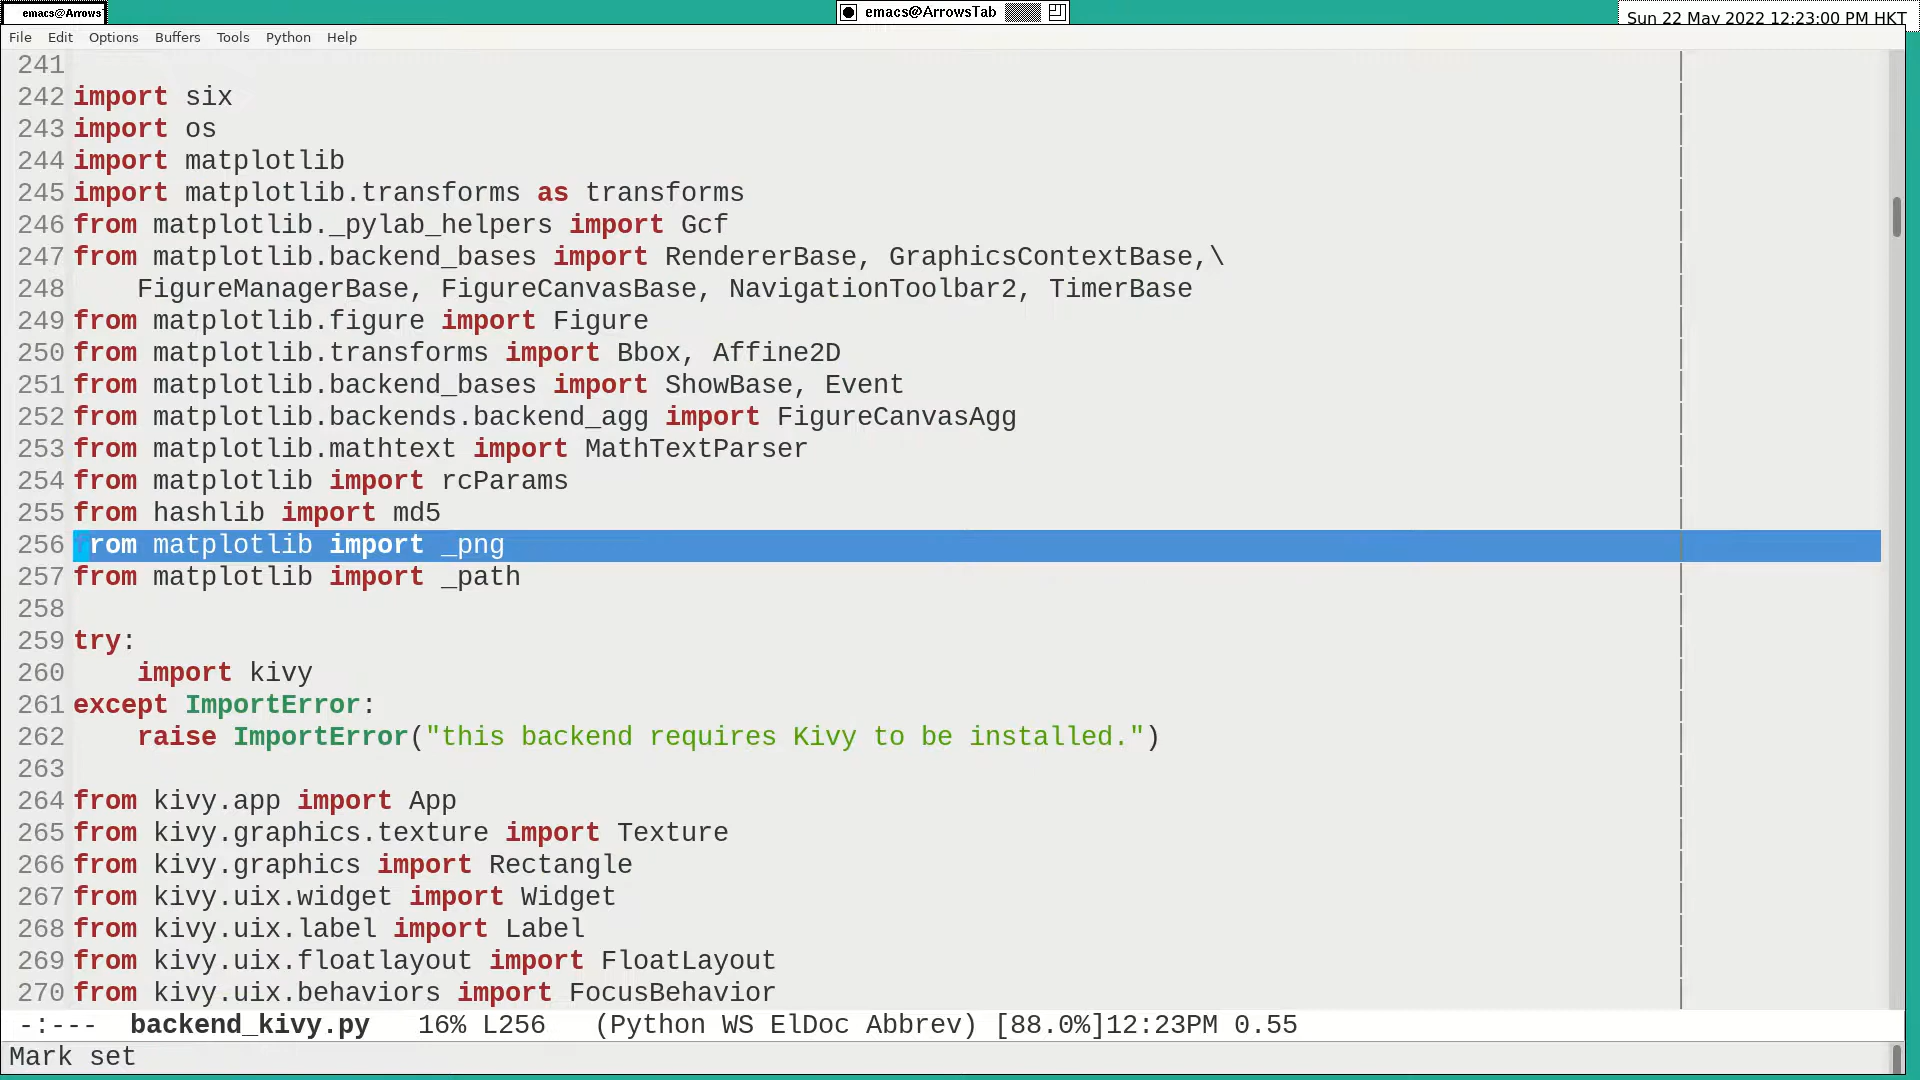 emacs@Arrows
emacs@ArrowsTab
Sun 22 May 2022 12:23:00 PM HKT
File Edit Options Buffers Tools Python Help
241
242 import six
243 import os
244 import matplotlib
245 import matplotlib.transforms as transforms
246 from matplotlib._pylab_helpers import Gcf
247 from matplotlib.backend_bases import RendererBase, GraphicsContextBase,\
248     FigureManagerBase, FigureCanvasBase, NavigationToolbar2, TimerBase
249 from matplotlib.figure import Figure
250 from matplotlib.transforms import Bbox, Affine2D
251 from matplotlib.backend_bases import ShowBase, Event
252 from matplotlib.backends.backend_agg import FigureCanvasAgg
253 from matplotlib.mathtext import MathTextParser
254 from matplotlib import rcParams
255 from hashlib import md5
256 from matplotlib import _png
257 from matplotlib import _path
258
259 try:
260     import kivy
261 except ImportError:
262     raise ImportError("this backend requires Kivy to be installed.")
263
264 from kivy.app import App
265 from kivy.graphics.texture import Texture
266 from kivy.graphics import Rectangle
267 from kivy.uix.widget import Widget
268 from kivy.uix.label import Label
269 from kivy.uix.floatlayout import FloatLayout
270 from kivy.uix.behaviors import FocusBehavior
-:---  backend_kivy.py   16% L256   (Python WS ElDoc Abbrev) [88.0%]12:23PM 0.55
Mark set